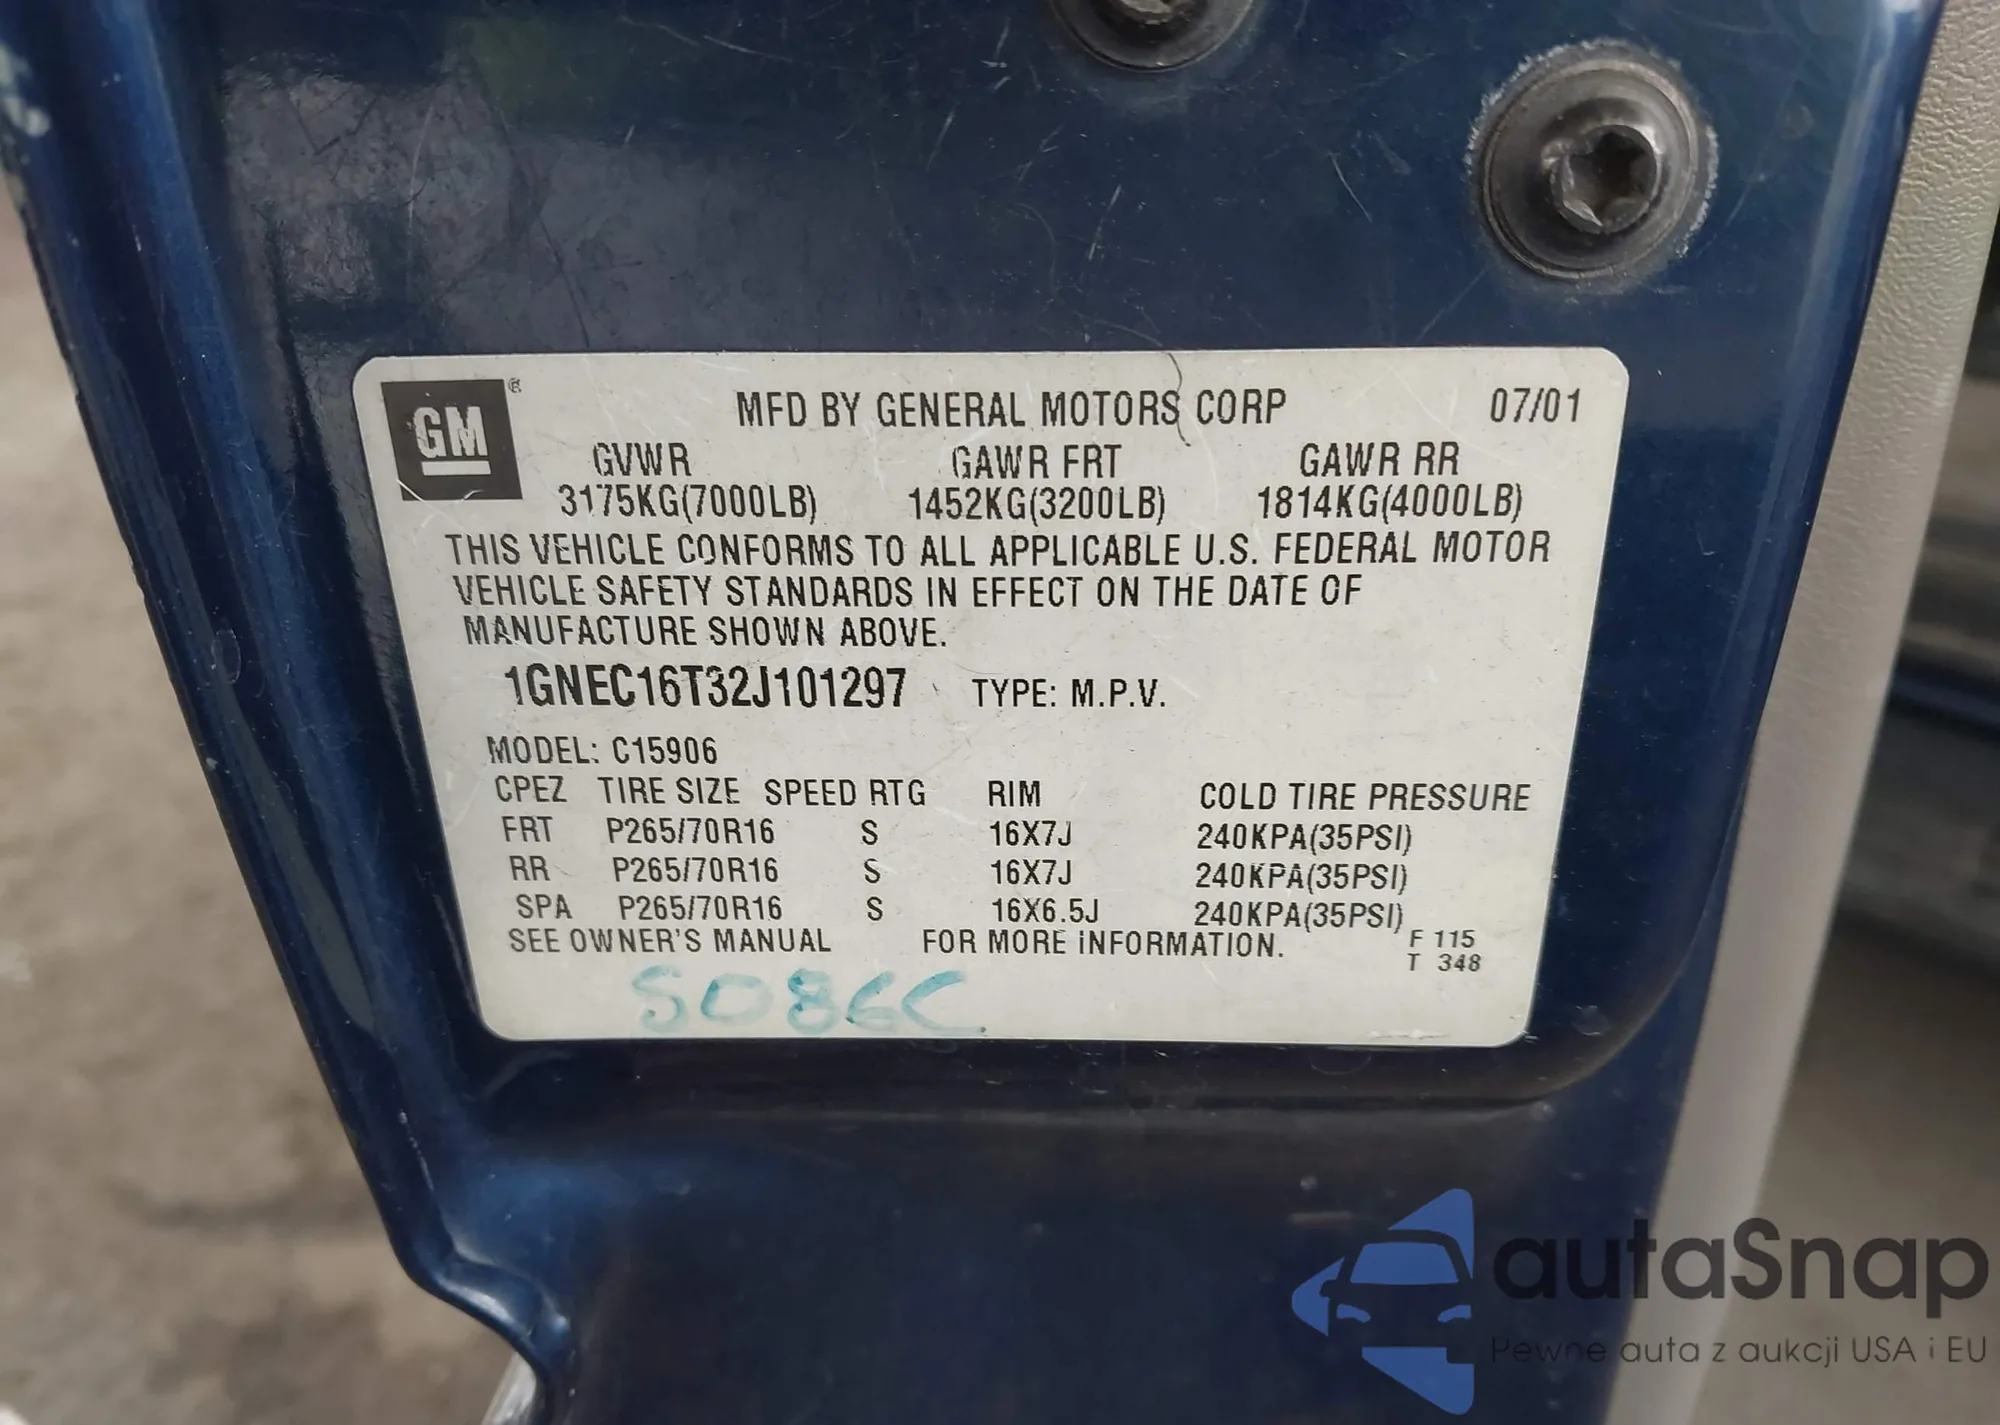 GM®
MFD BY GENERAL MOTORS CORP 07/01
GVWR GAWR FRT GAWR RR
3175KG(7000LB) 1452KG(3200LB) 1814KG(4000LB)
THIS VEHICLE CONFORMS TO ALL APPLICABLE U.S. FEDERAL MOTOR
VEHICLE SAFETY STANDARDS IN EFFECT ON THE DATE OF
MANUFACTURE SHOWN ABOVE.
1GNEC16T32J101297 TYPE: M.P.V.
MODEL: C15906
CPEZ TIRE SIZE SPEED RTG RIM COLD TIRE PRESSURE
FRT P265/70R16 S 16X7J 240KPA(35PSI)
RR P265/70R16 S 16X7J 240KPA(35PSI)
SPA P265/70R16 S 16X6.5J 240KPA(35PSI)
SEE OWNER'S MANUAL FOR MORE INFORMATION. F 115
T 348
S086C
autaSnap
Pewne auta z aukcji USA i EU